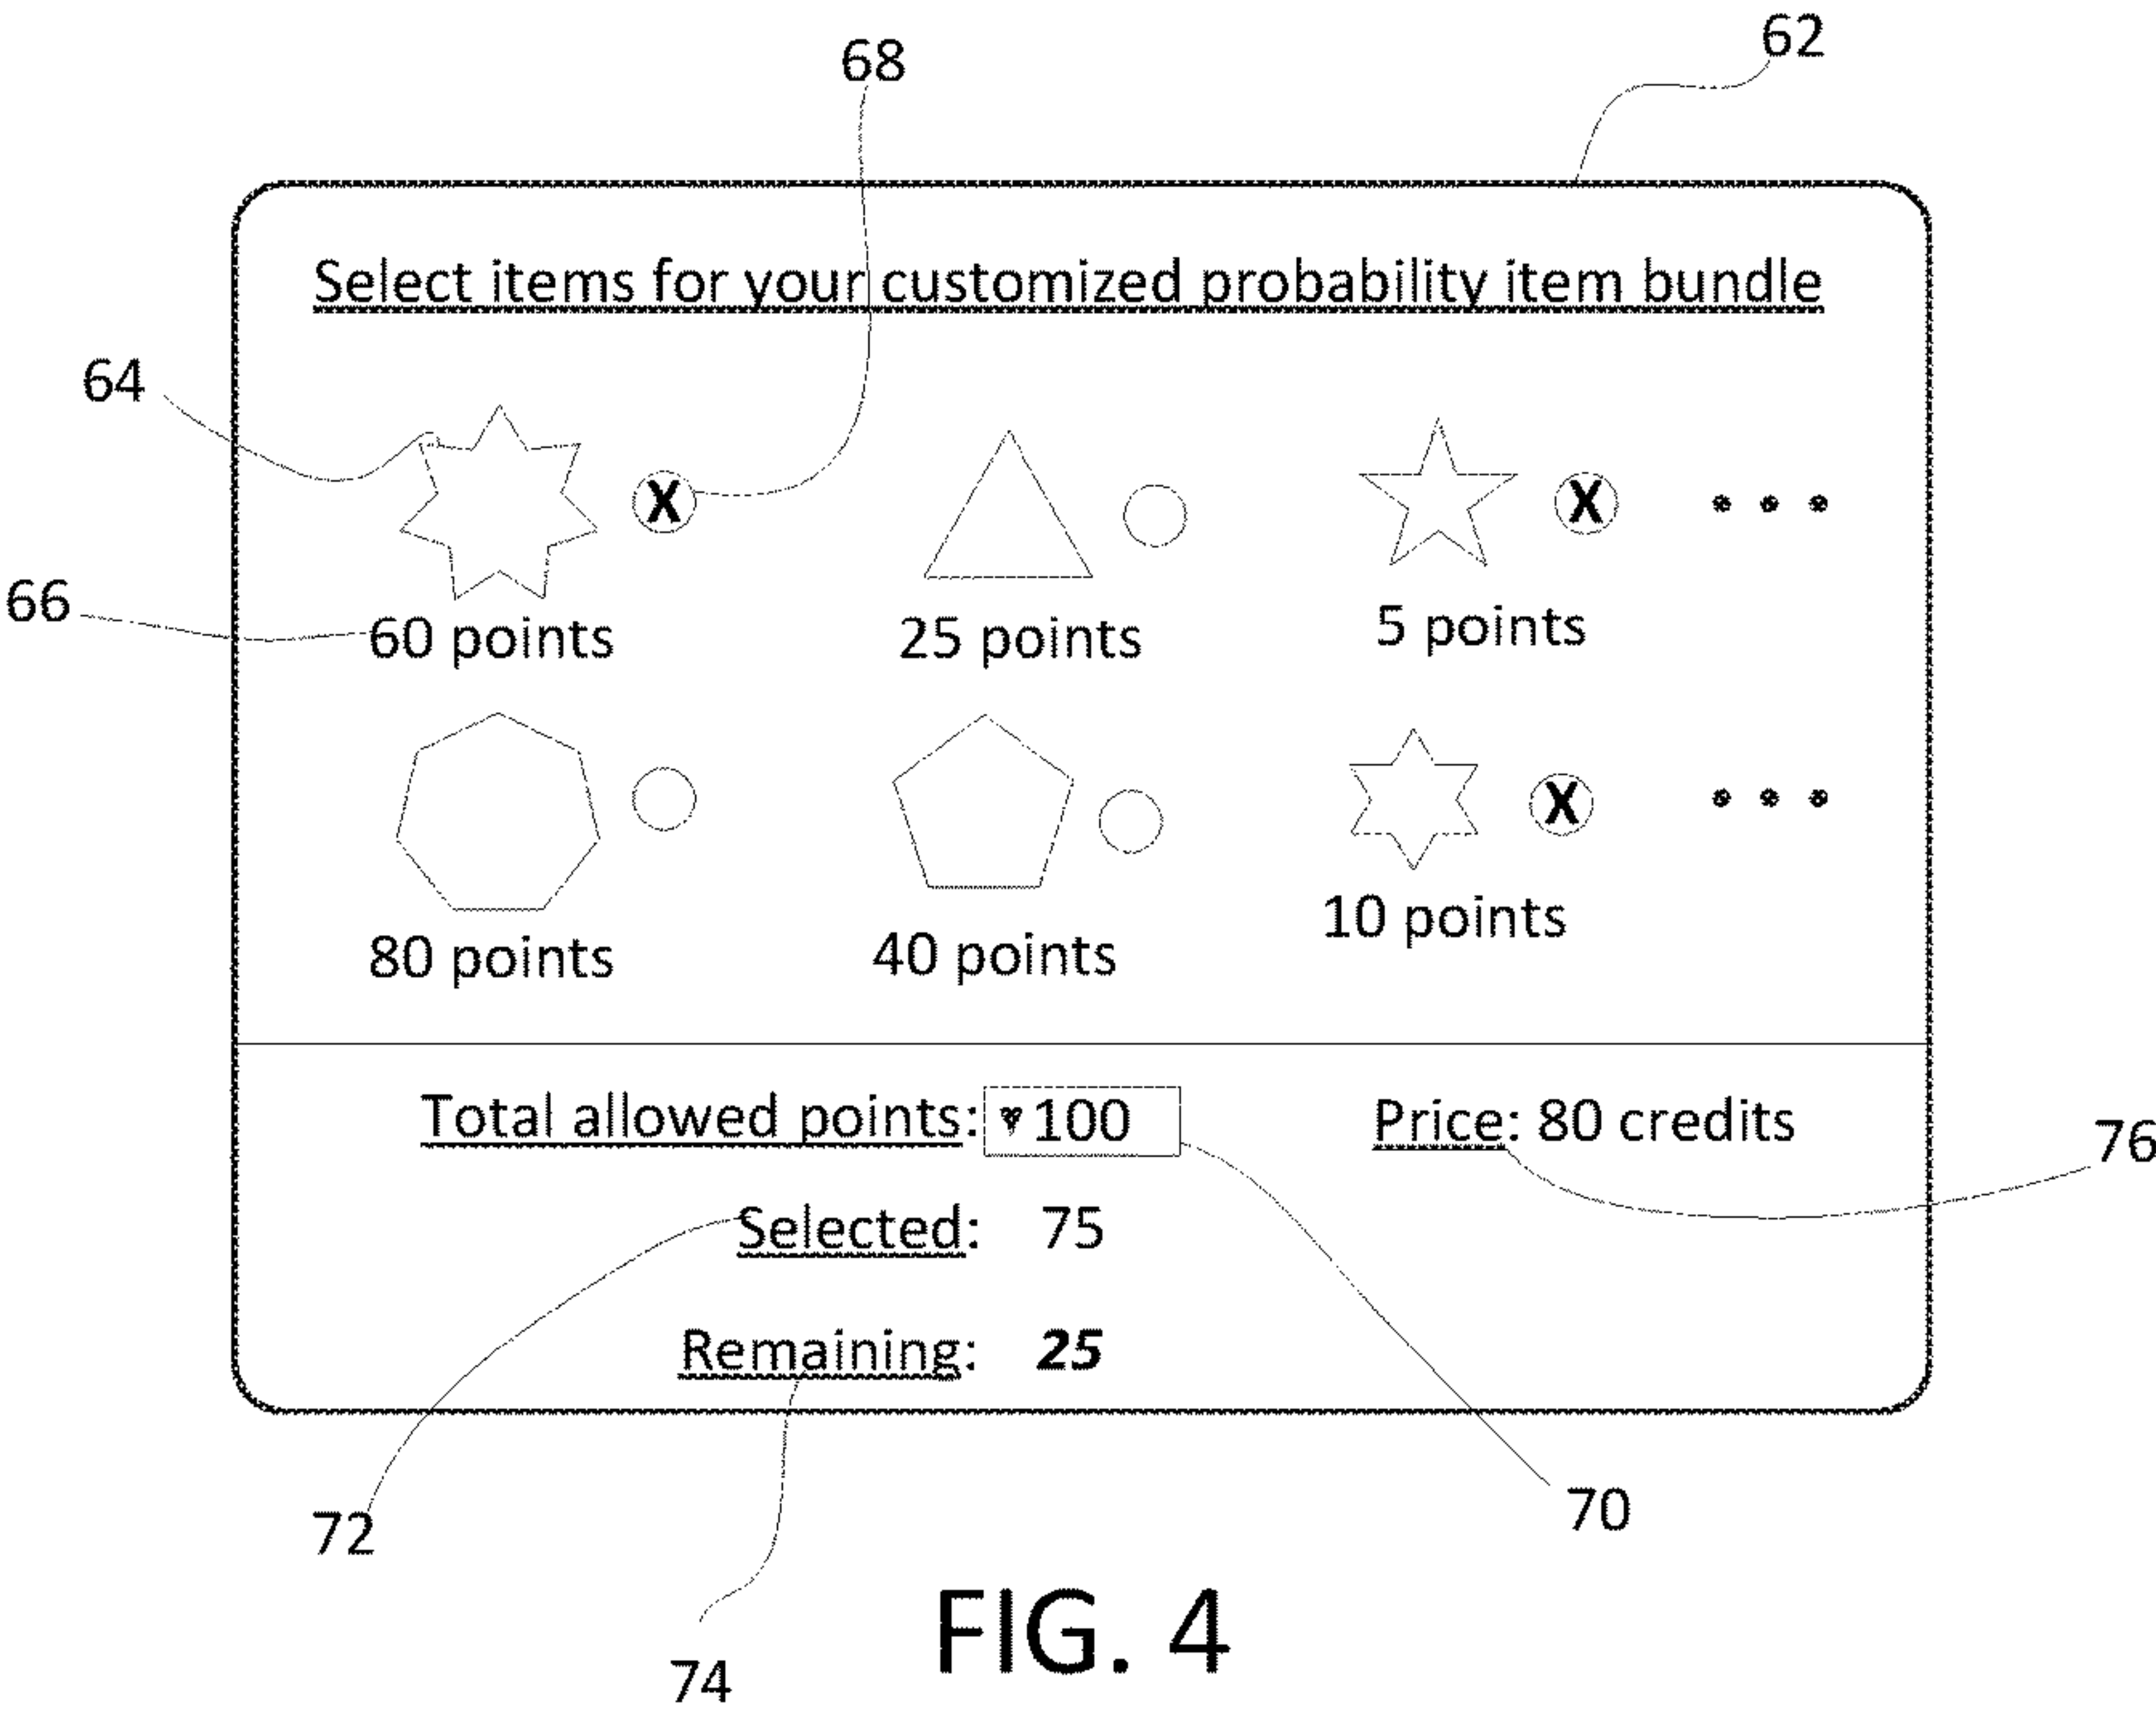 62
68
Select items for your customized probability item bundle
64
X X
66
60 points 25 points 5 points
X
80 points 40 points 10 points
Total allowed points: 100 Price: 80 credits
76
Selected: 75
Remaining: 25
70
72
74
FIG. 4